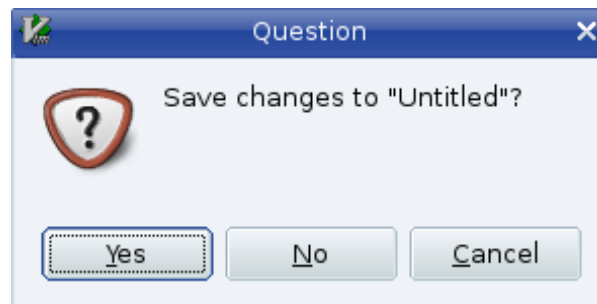 Question
Save changes to "Untitled"?
Yes
No
Cancel